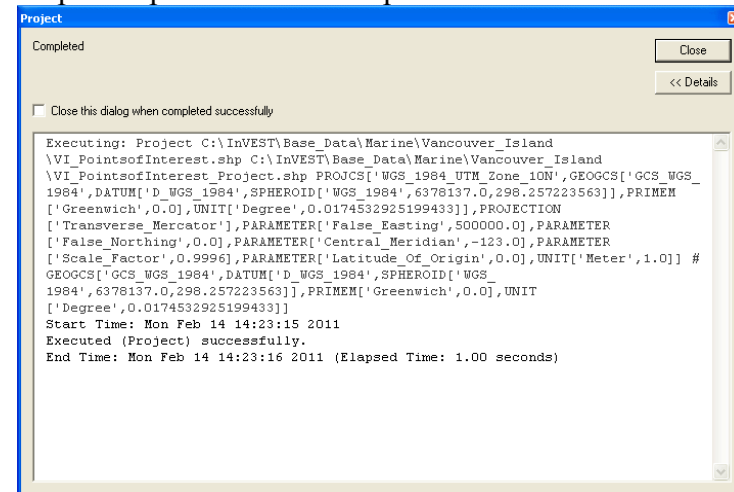 Project
Completed
Close
<< Details
Close this dialog when completed successfully
Executing: Project C:\InVEST\Base_Data\Marine\Vancouver_Island
\VI_PointsofInterest.shp C:\InVEST\Base_Data\Marine\Vancouver_Island
\VI_PointsofInterest_Project.shp PROJCS['WGS_1984_UTM_Zone_10N',GEOGCS['GCS_WGS_
1984',DATUM['D_WGS_1984',SPHEROID['WGS_1984',6378137.0,298.257223563]],PRIMEM
['Greenwich',0.0],UNIT['Degree',0.0174532925199433]],PROJECTION
['Transverse_Mercator'],PARAMETER['False_Easting',500000.0],PARAMETER
['False_Northing',0.0],PARAMETER['Central_Meridian',-123.0],PARAMETER
['Scale_Factor',0.9996],PARAMETER['Latitude_Of_Origin',0.0],UNIT['Meter',1.0]] #
GEOGCS['GCS_WGS_1984',DATUM['D_WGS_1984',SPHEROID['WGS_
1984',6378137.0,298.257223563]],PRIMEM['Greenwich',0.0],UNIT
['Degree',0.0174532925199433]]
Start Time: Mon Feb 14 14:23:15 2011
Executed (Project) successfully.
End Time: Mon Feb 14 14:23:16 2011 (Elapsed Time: 1.00 seconds)